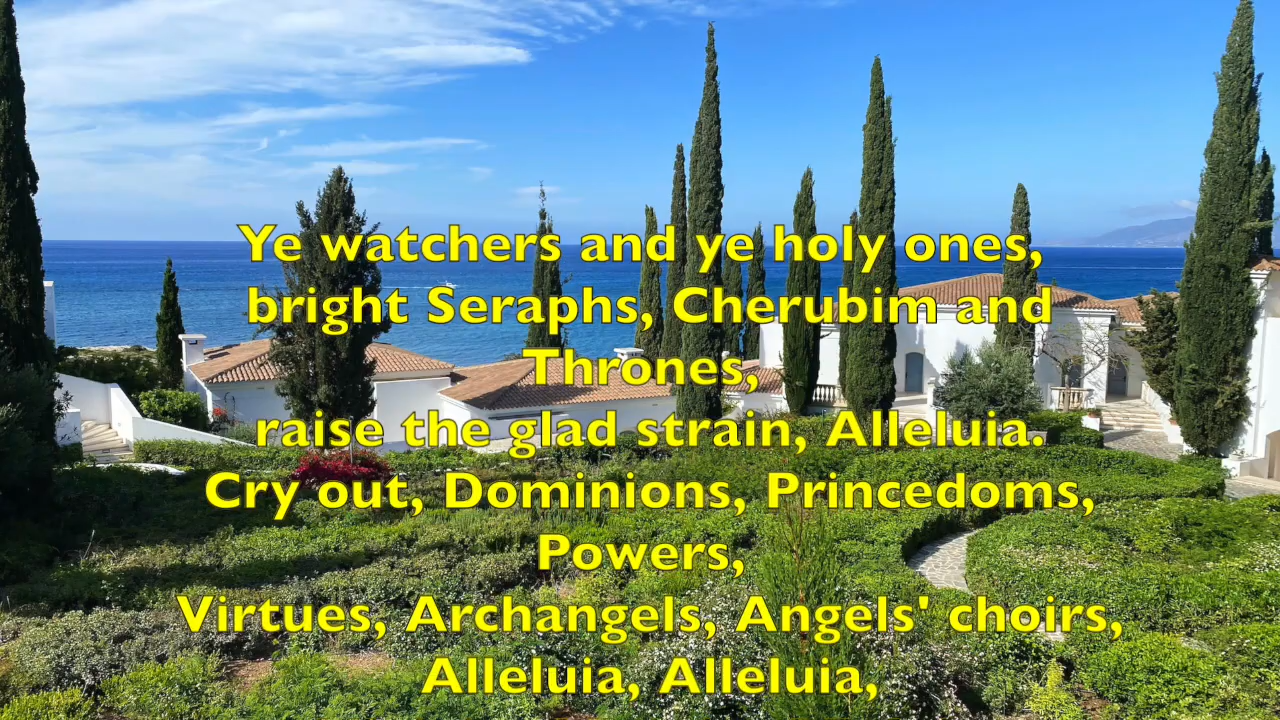 Ye watchers and ye holy ones,
bright Seraphs, Cherubim and
Thrones,
raise the glad strain, Alleluia.
Cry out, Dominions, Princedoms,
Powers,
Virtues, Archangels, Angels' choirs,
Alleluia, Alleluia,